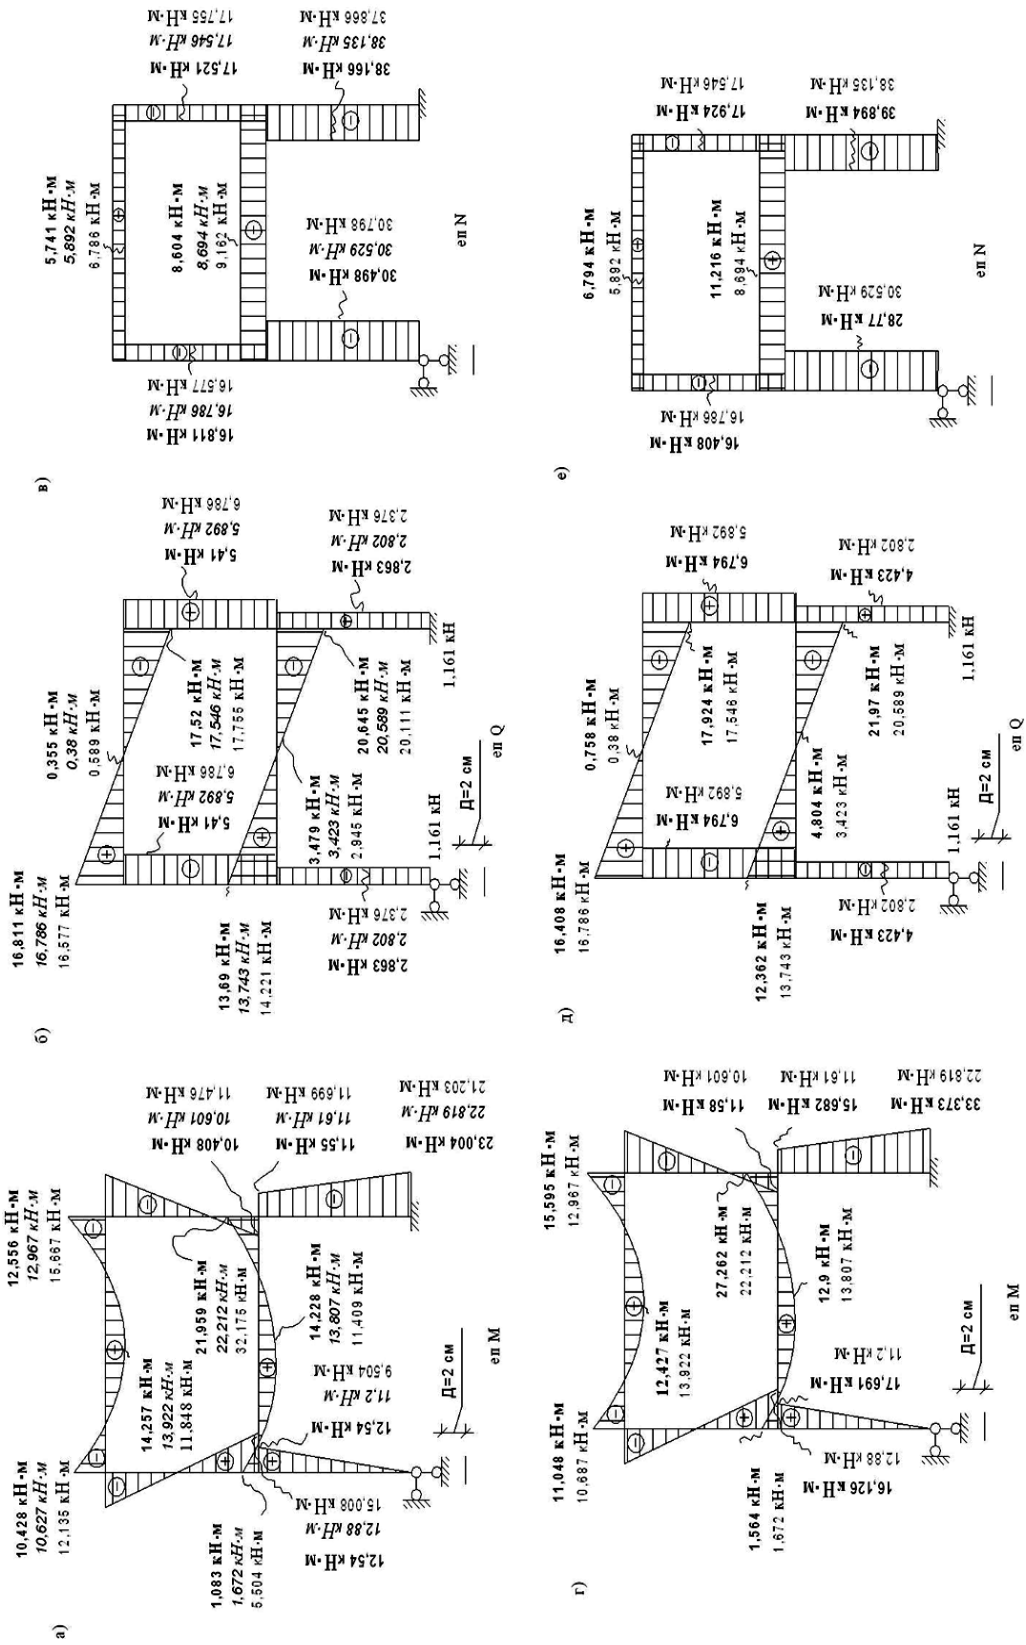 а)
10,428 кН·м
10,627 кН·м
12,135 кН·м
12,556 кН·м
12,967 кН·м
15,667 кН·м
14,257 кН·м
13,922 кН·м
11,848 кН·м
21,959 кН·м
22,212 кН·м
32,175 кН·м
10,408 кН·м
10,601 кН·м
11,476 кН·м
11,55 кН·м
11,61 кН·м
11,699 кН·м
23,004 кН·м
22,819 кН·м
21,203 кН·м
14,228 кН·м
13,807 кН·м
11,409 кН·м
12,54 кН·м
11,2 кН·м
9,504 кН·м
1,083 кН·м
1,672 кН·м
5,504 кН·м
12,54 кН·м
12,88 кН·м
15,008 кН·м
Д=2 см
еп М
б)
16,811 кН·м
16,786 кН·м
16,577 кН·м
0,355 кН·м
0,38 кН·м
0,589 кН·м
5,41 кН·м
5,892 кН·м
6,786 кН·м
17,52 кН·м
17,546 кН·м
17,755 кН·м
5,41 кН·м
5,892 кН·м
6,786 кН·м
13,69 кН·м
13,743 кН·м
14,221 кН·м
3,479 кН·м
3,423 кН·м
2,945 кН·м
20,645 кН·м
20,589 кН·м
20,111 кН·м
2,863 кН·м
2,802 кН·м
2,376 кН·м
2,863 кН·м
2,802 кН·м
2,376 кН·м
1,161 кН
1,161 кН
Д=2 см
еп Q
в)
5,741 кН·м
5,892 кН·м
6,786 кН·м
17,521 кН·м
17,546 кН·м
17,755 кН·м
8,604 кН·м
8,694 кН·м
9,162 кН·м
16,811 кН·м
16,786 кН·м
16,577 кН·м
30,498 кН·м
30,529 кН·м
30,798 кН·м
38,166 кН·м
38,135 кН·м
37,866 кН·м
еп N
г)
11,048 кН·м
10,687 кН·м
15,595 кН·м
12,967 кН·м
12,427 кН·м
13,922 кН·м
27,262 кН·м
22,212 кН·м
11,58 кН·м
10,601 кН·м
15,682 кН·м
11,61 кН·м
33,373 кН·м
22,819 кН·м
12,9 кН·м
13,807 кН·м
17,691 кН·м
11,2 кН·м
1,564 кН·м
1,672 кН·м
16,126 кН·м
12,88 кН·м
Д=2 см
еп М
д)
16,408 кН·м
16,786 кН·м
0,758 кН·м
0,38 кН·м
6,794 кН·м
5,892 кН·м
17,924 кН·м
17,546 кН·м
6,794 кН·м
5,892 кН·м
12,362 кН·м
13,743 кН·м
4,804 кН·м
3,423 кН·м
21,97 кН·м
20,589 кН·м
4,423 кН·м
2,802 кН·м
4,423 кН·м
2,802 кН·м
1,161 кН
1,161 кН
Д=2 см
еп Q
е)
6,794 кН·м
5,892 кН·м
17,924 кН·м
17,546 кН·м
11,216 кН·м
8,694 кН·м
16,408 кН·м
16,786 кН·м
28,77 кН·м
30,529 кН·м
39,894 кН·м
38,135 кН·м
еп N